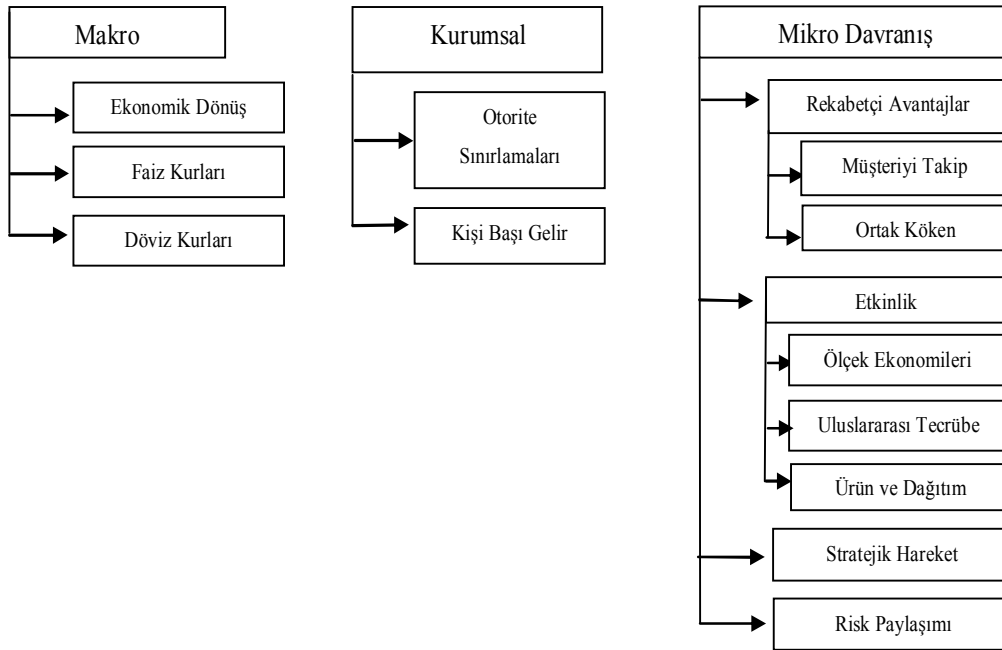 Makro
Ekonomik Dönüş
Faiz Kurları
Döviz Kurları
Kurumsal
Otorite
Sınırlamaları
Kişi Başı Gelir
Mikro Davranış
Rekabetçi Avantajlar
Müşteriyi Takip
Ortak Köken
Etkinlik
Ölçek Ekonomileri
Uluslararası Tecrübe
Ürün ve Dağıtım
Stratejik Hareket
Risk Paylaşımı